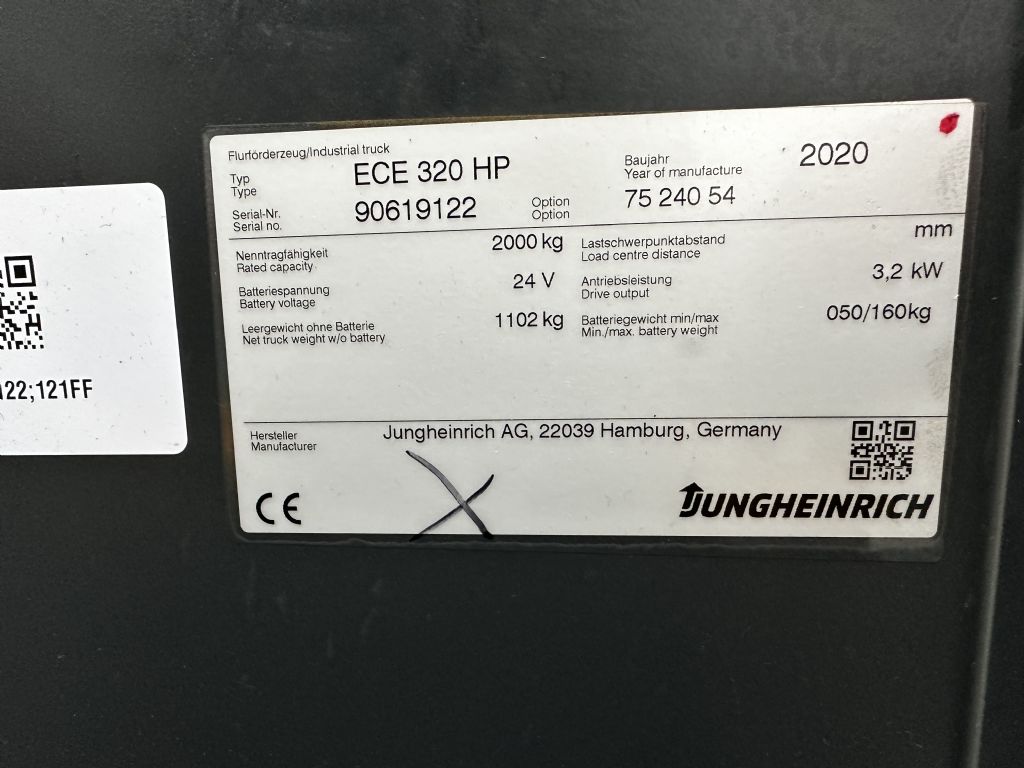 Flurförderzeug/Industrial truck
Typ ECE 320 HP Baujahr 2020
Type Year of manufacture
Serial-Nr. 90619122 Option 75 240 54
Serial no. Option
Nenntragfähigkeit 2000 kg Lastschwerpunktabstand mm
Rated capacity Load centre distance
Batteriespannung 24 V Antriebsleistung 3,2 kW
Battery voltage Drive output
Leergewicht ohne Batterie 1102 kg Batteriegewicht min/max 050/160kg
Net truck weight w/o battery Min./max. battery weight
Hersteller Jungheinrich AG, 22039 Hamburg, Germany
Manufacturer
CE JUNGHEINRICH
22;121FF